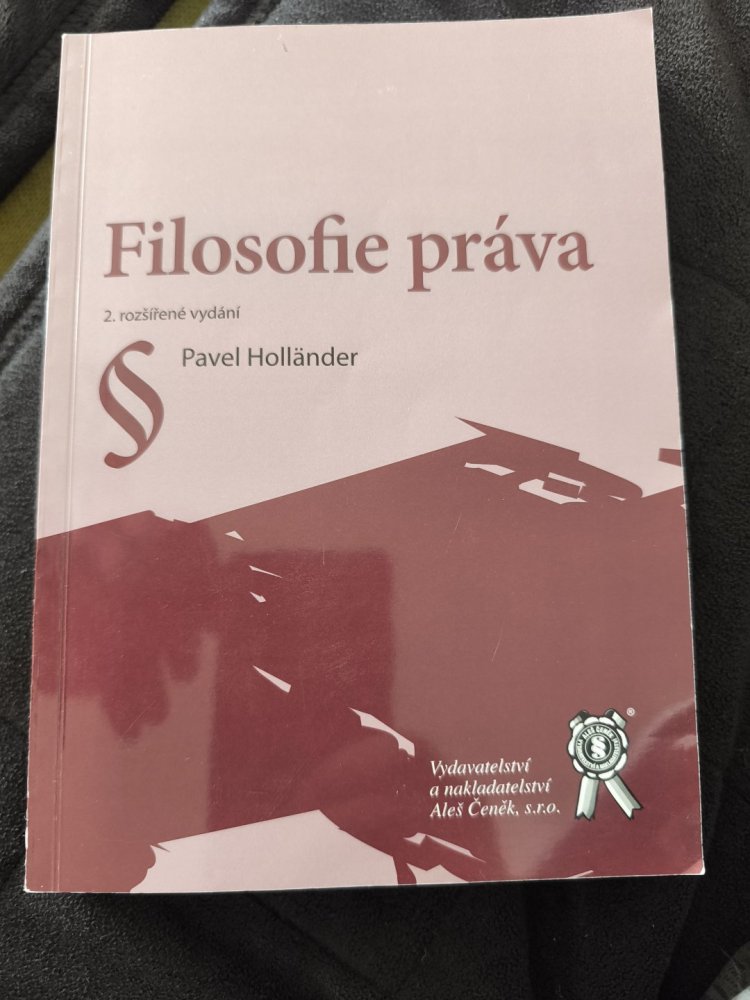 Filosofie práva
2. rozšířené vydání
§
Pavel Holländer
Vydavatelství
a nakladatelství
Aleš Čeněk, s.r.o.
®
§